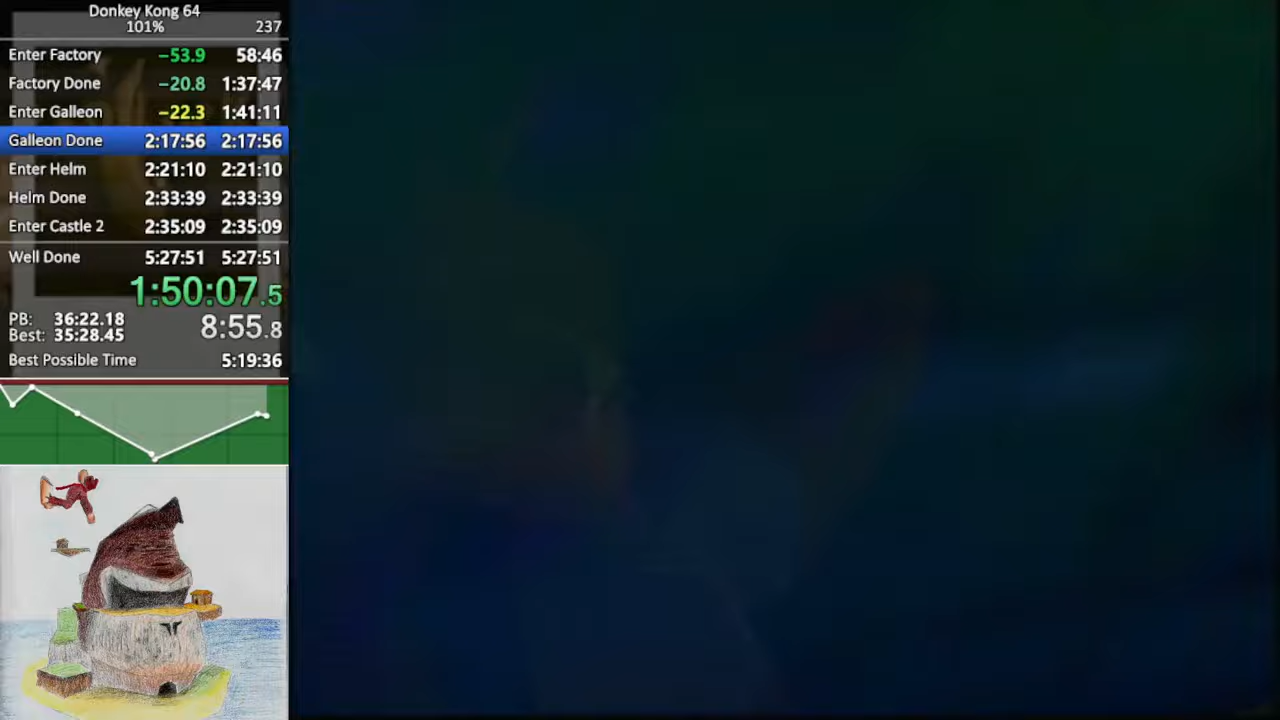 Donkey Kong 64
101% 237
Enter Factory −53.9 58:46
Factory Done −20.8 1:37:47
Enter Galleon −22.3 1:41:11
Galleon Done 2:17:56 2:17:56
Enter Helm 2:21:10 2:21:10
Helm Done 2:33:39 2:33:39
Enter Castle 2 2:35:09 2:35:09
Well Done 5:27:51 5:27:51
1:50:07.5
PB: 36:22.18 8:55.8
Best: 35:28.45
Best Possible Time 5:19:36